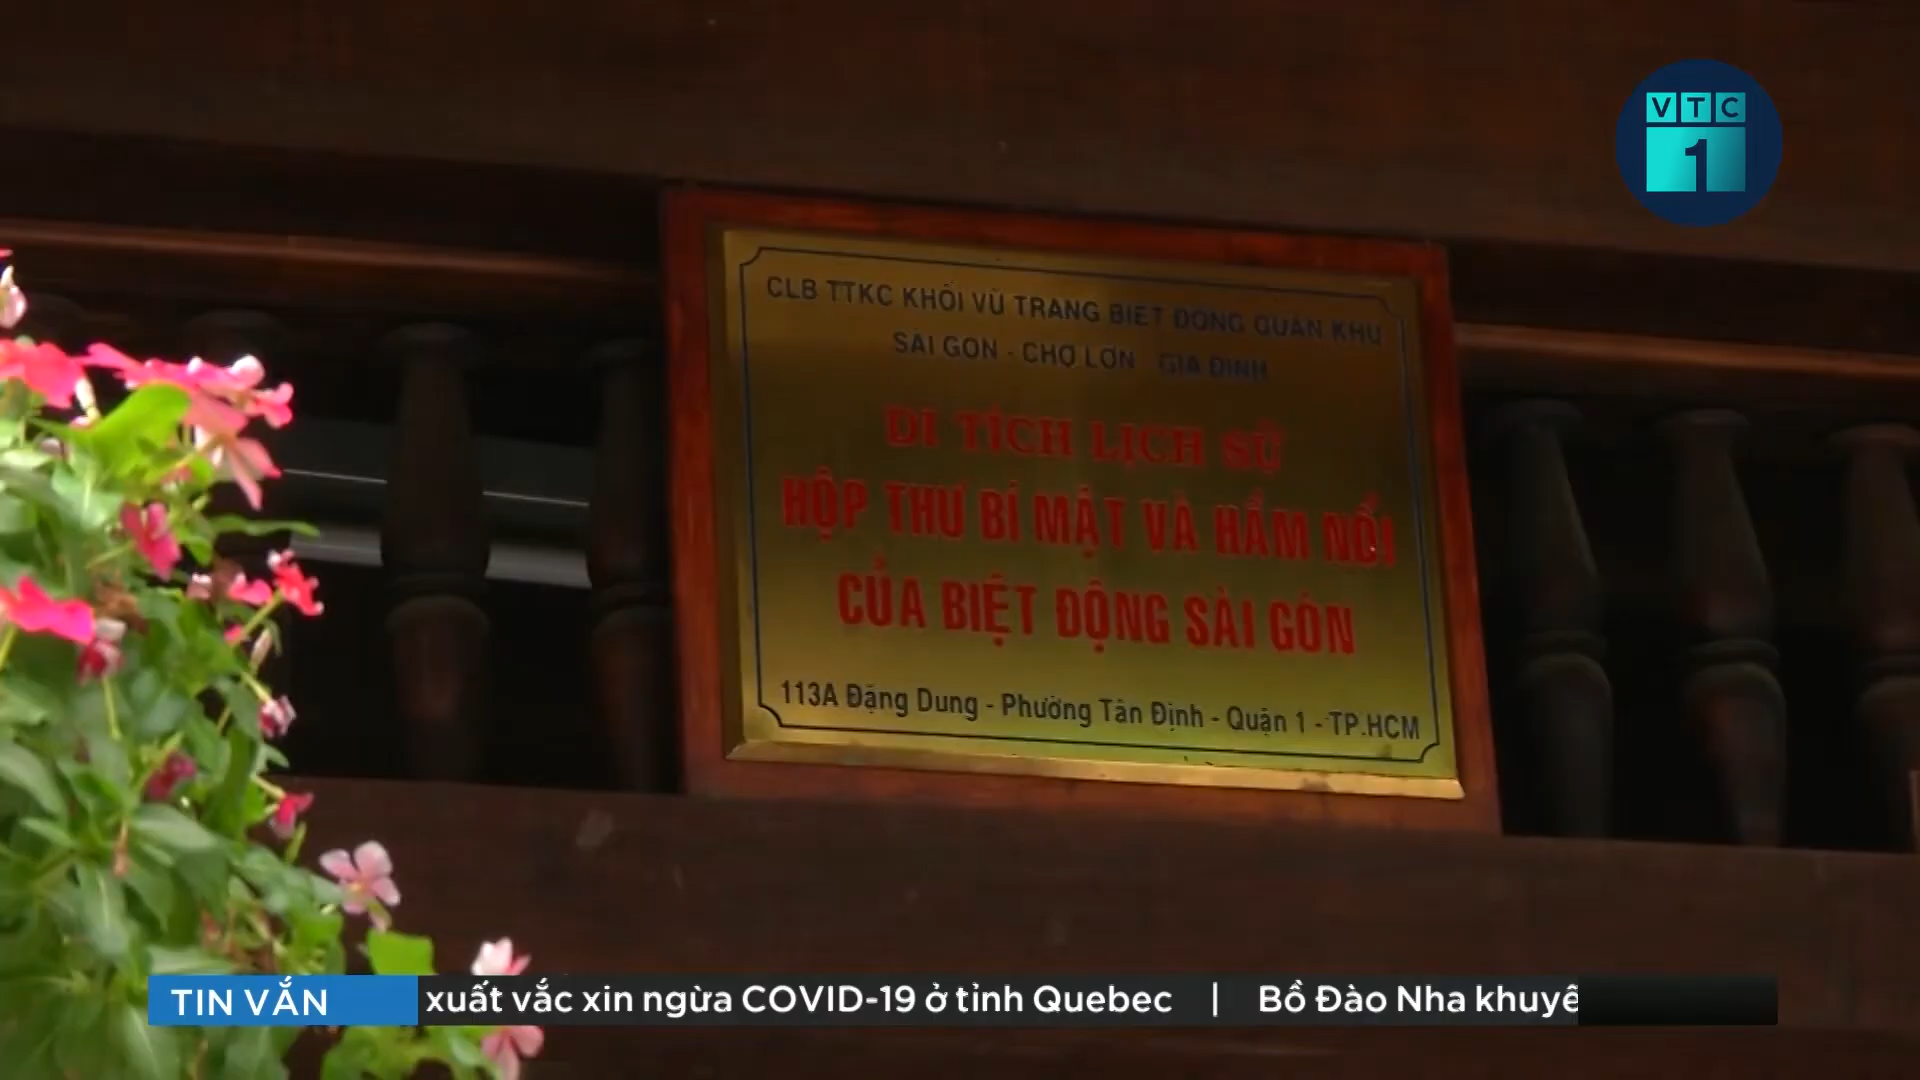 VTC
1
CLB TTKC KHỐI VŨ TRANG BIỆT ĐỘNG QUÂN KHU
SÀI GÒN - CHỢ LỚN - GIA ĐỊNH
DI TÍCH LỊCH SỬ
HỘP THƯ BÍ MẬT VÀ HẦM NỔI
CỦA BIỆT ĐỘNG SÀI GÒN
113A Đặng Dung - Phường Tân Định - Quận 1 - TP.HCM
TIN VẮN xuất vắc xin ngừa COVID-19 ở tỉnh Quebec | Bồ Đào Nha khuyế